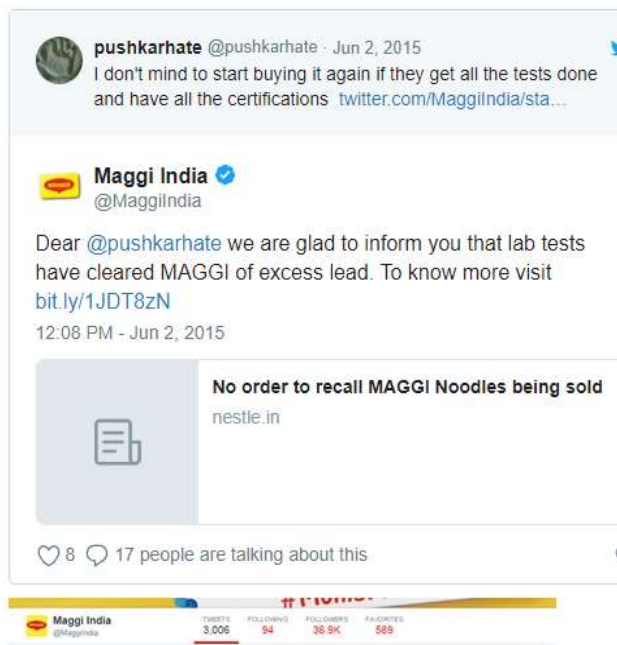 pushkarhate @pushkarhate · Jun 2, 2015
I don't mind to start buying it again if they get all the tests done
and have all the certifications twitter.com/MaggiIndia/sta...
Maggi India
@MaggiIndia
Dear @pushkarhate we are glad to inform you that lab tests
have cleared MAGGI of excess lead. To know more visit
bit.ly/1JDT8zN
12:08 PM - Jun 2, 2015
No order to recall MAGGI Noodles being sold
nestle.in
8 17 people are talking about this
Maggi India
@MaggiIndia
TWEETS FOLLOWING FOLLOWERS FAVORITES
3,006 94 36.9K 589